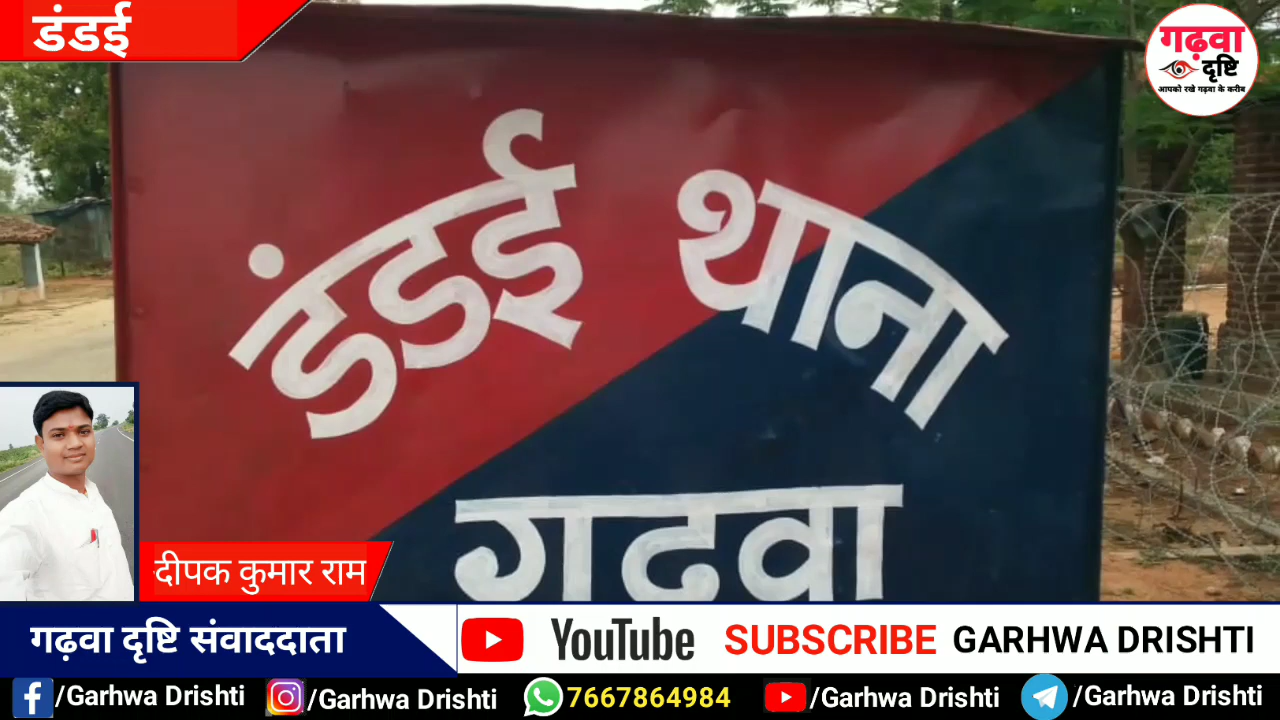 डंडई
गढ़वा
दृष्टि
आपको रखे गढ़वा के करीब
डंडई थाना
गढवा
दीपक कुमार राम
गढ़वा दृष्टि संवाददाता
YouTube SUBSCRIBE GARHWA DRISHTI
/Garhwa Drishti /Garhwa Drishti 7667864984 /Garhwa Drishti /Garhwa Drishti